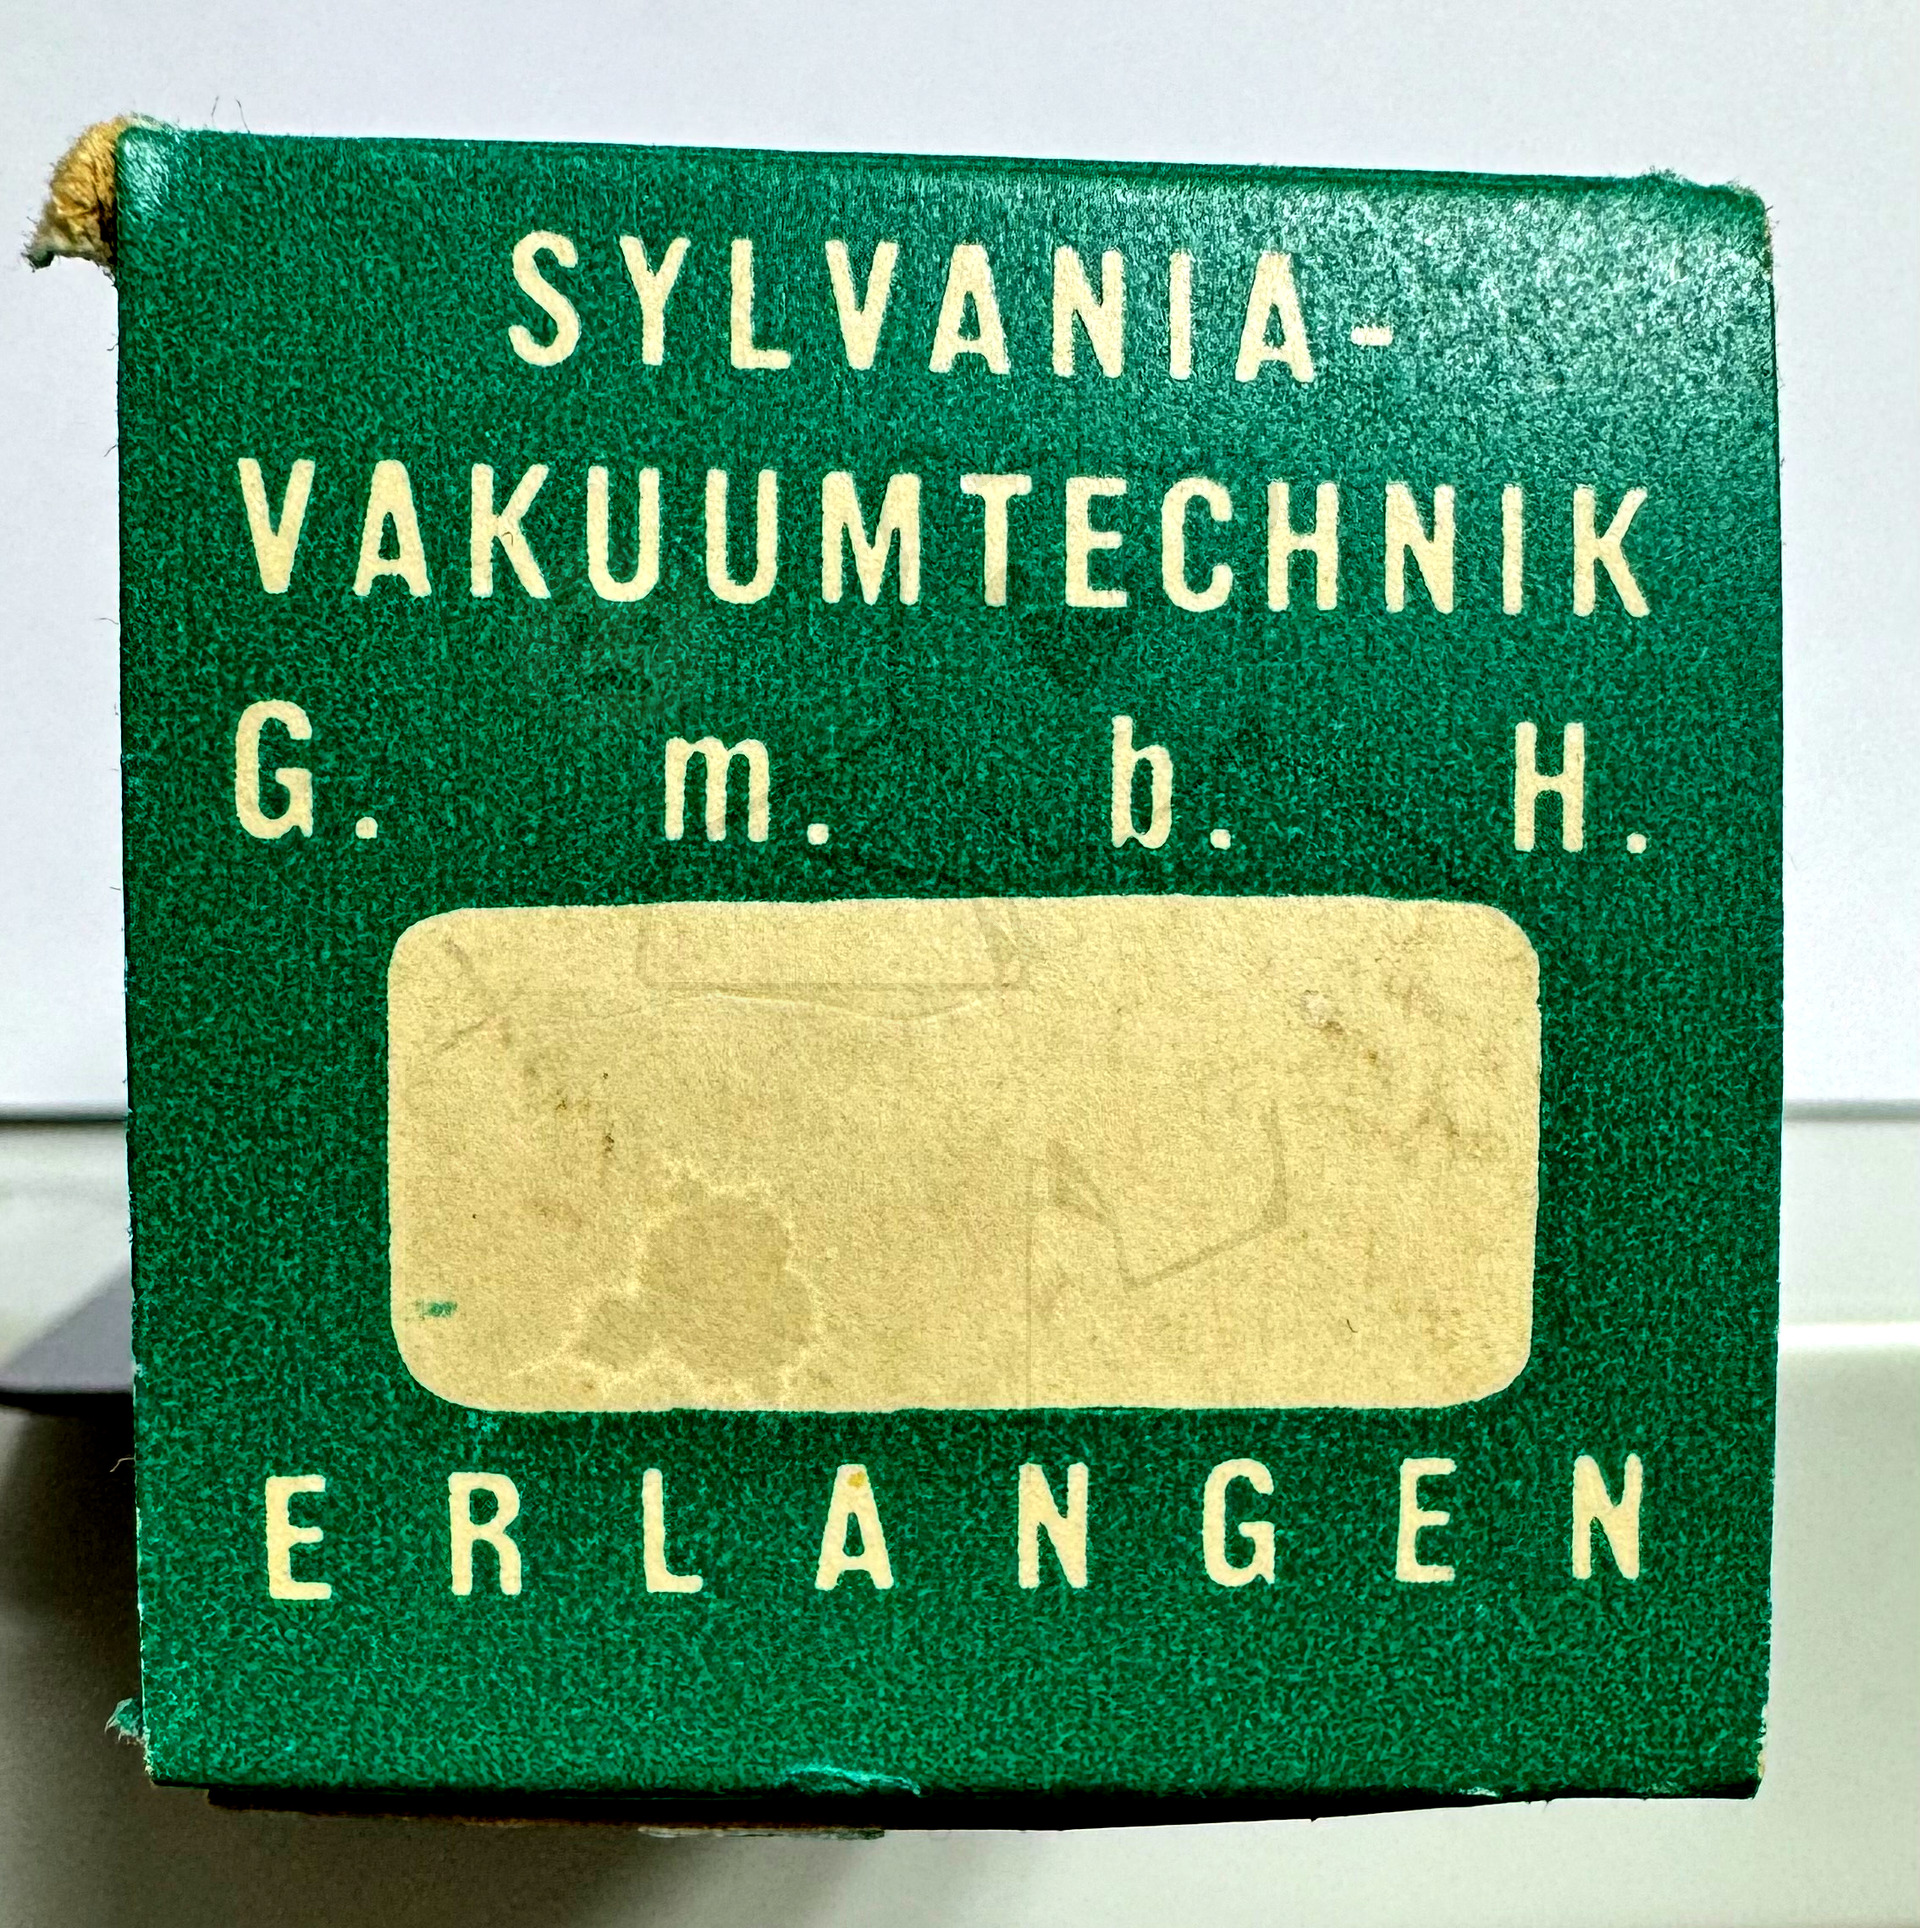 SYLVANIA-
VAKUUMTECHNIK
G. m. b. H.
ERLANGEN